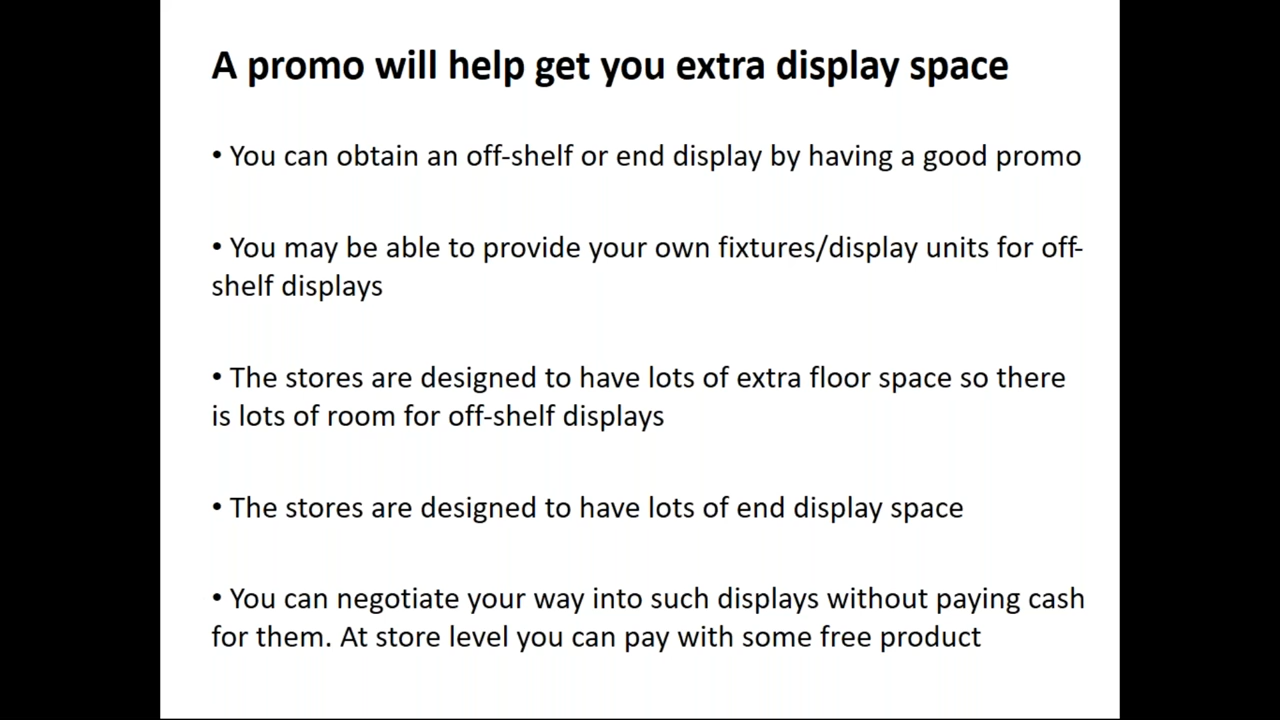 A promo will help get you extra display space
• You can obtain an off-shelf or end display by having a good promo
• You may be able to provide your own fixtures/display units for off-
shelf displays
• The stores are designed to have lots of extra floor space so there
is lots of room for off-shelf displays
• The stores are designed to have lots of end display space
• You can negotiate your way into such displays without paying cash
for them. At store level you can pay with some free product